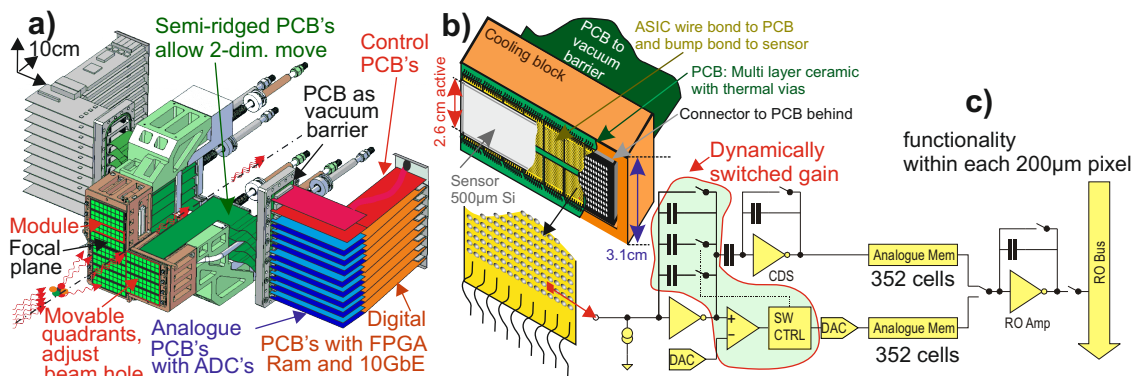 a)
10cm
Semi-ridged PCB's
allow 2-dim. move
Control
PCB's
PCB as
vacuum
barrier
Module
Focal
plane
Movable
quadrants,
adjust
beam hole
Analogue
PCB's
with ADC's
Digital
PCB's with FPGA
Ram and 10GbE
b)
Cooling block
PCB to
vacuum
barrier
ASIC wire bond to PCB
and bump bond to sensor
PCB: Multi layer ceramic
with thermal vias
Connector to PCB behind
2.6 cm active
Sensor
500µm Si
3.1cm
Dynamically
switched gain
c)
functionality
within each 200µm pixel
CDS
DAC
+
−
SW
CTRL
DAC
Analogue Mem
352 cells
Analogue Mem
352 cells
RO Amp
RO Bus